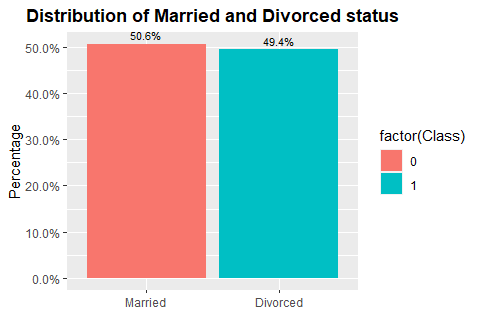 Distribution of Married and Divorced status
50.6%
49.4%
50.0%
40.0%
30.0%
20.0%
10.0%
0.0%
Percentage
Married
Divorced
factor(Class)
0
1